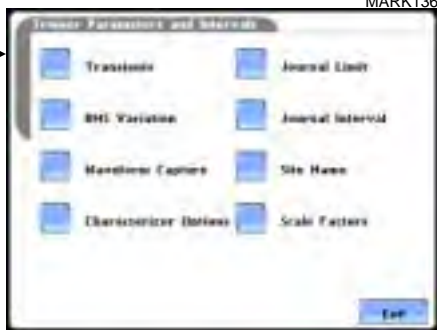 MARK136
Trigger Parameters and Intervals
Transients
Journal Limit
RMS Variation
Journal Interval
Waveform Capture
Site Name
Characterizer Options
Scale Factors
Exit